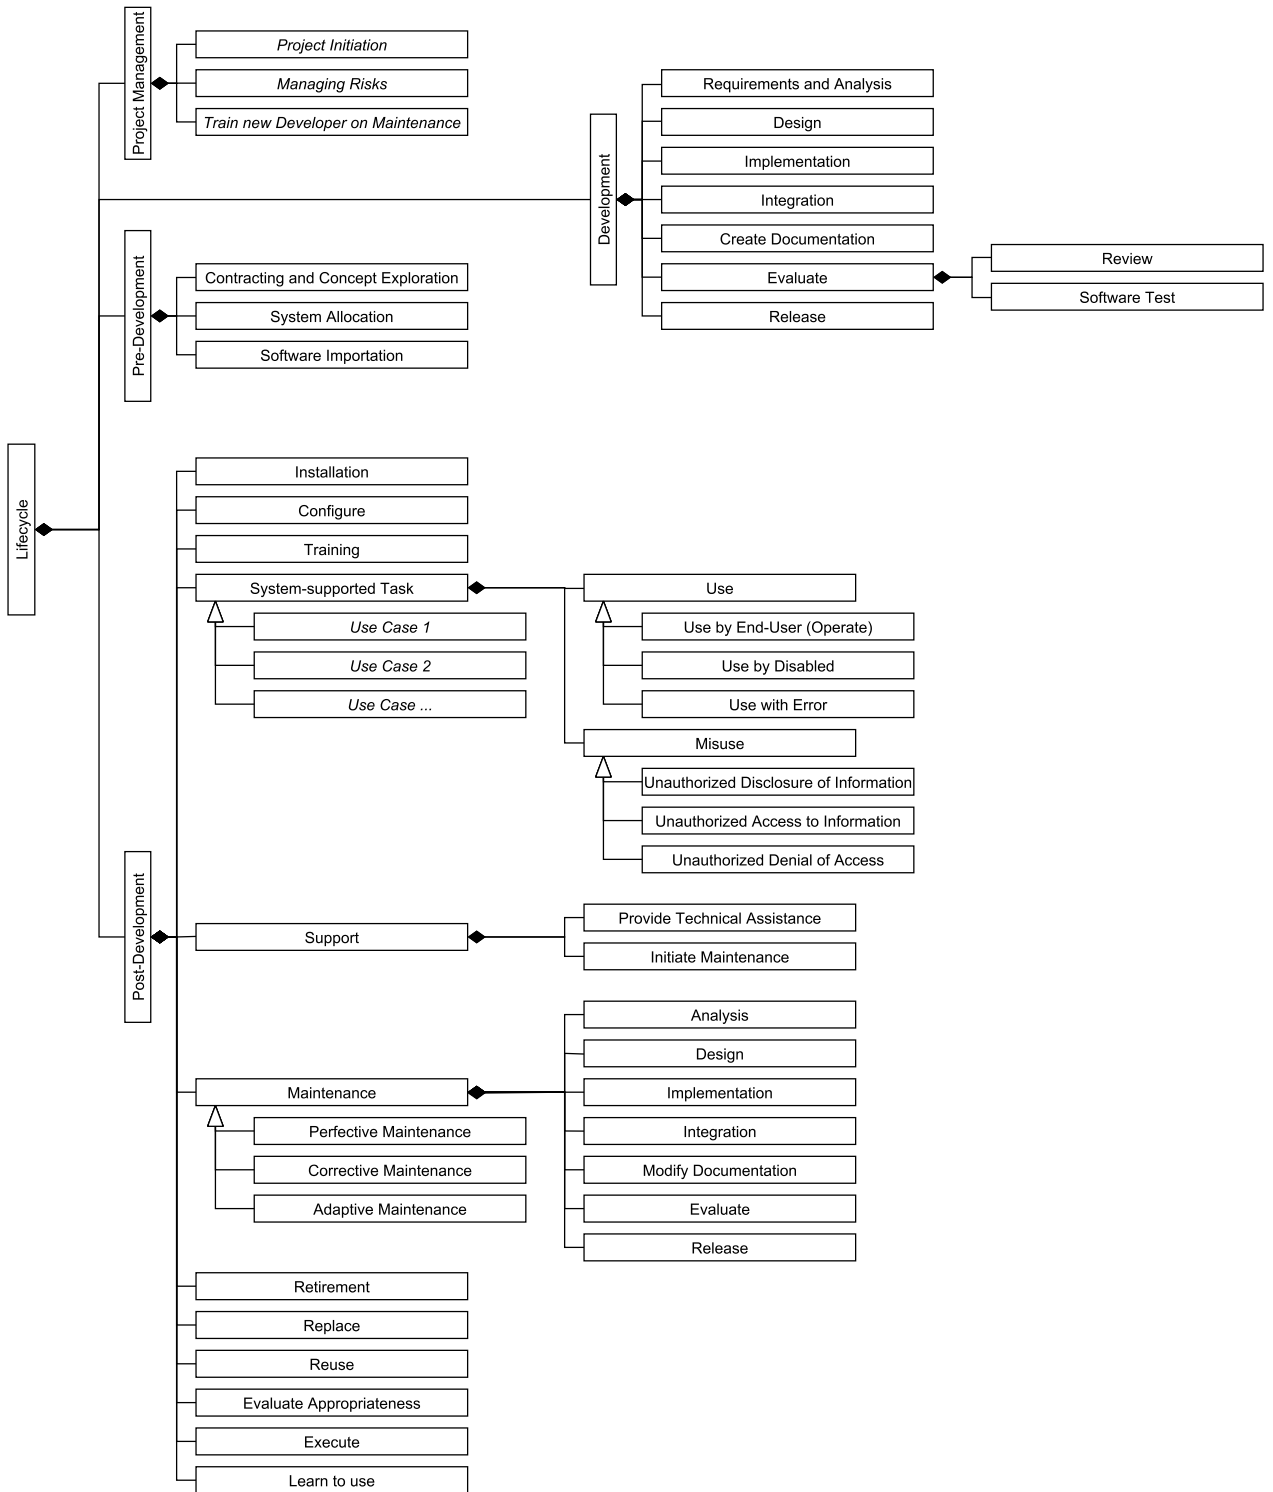 Project Management
Project Initiation
Managing Risks
Train new Developer on Maintenance
Development
Requirements and Analysis
Design
Implementation
Integration
Create Documentation
Evaluate
Release
Review
Software Test
Pre-Development
Contracting and Concept Exploration
System Allocation
Software Importation
Lifecycle
Post-Development
Installation
Configure
Training
System-supported Task
Use Case 1
Use Case 2
Use Case ...
Use
Use by End-User (Operate)
Use by Disabled
Use with Error
Misuse
Unauthorized Disclosure of Information
Unauthorized Access to Information
Unauthorized Denial of Access
Support
Provide Technical Assistance
Initiate Maintenance
Maintenance
Perfective Maintenance
Corrective Maintenance
Adaptive Maintenance
Analysis
Design
Implementation
Integration
Modify Documentation
Evaluate
Release
Retirement
Replace
Reuse
Evaluate Appropriateness
Execute
Learn to use